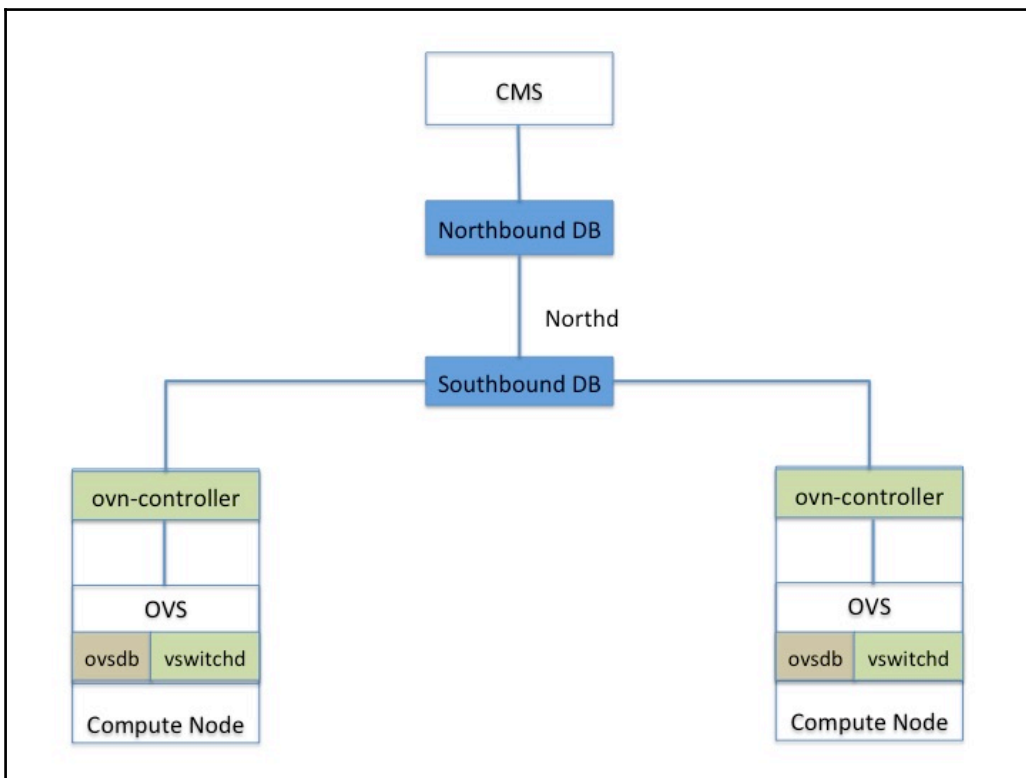 CMS
Northbound DB
Northd
Southbound DB
ovn-controller
OVS
ovsdb
vswitchd
Compute Node
ovn-controller
OVS
ovsdb
vswitchd
Compute Node